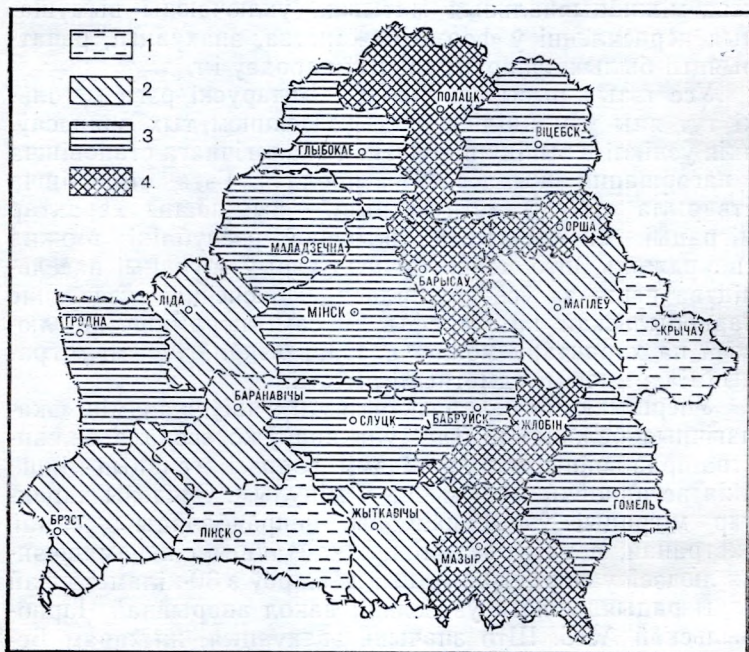 1
2
3
4
ПОЛАЦК
ВІЦЕБСК
ГЛЫБОКАЕ
ОРША
МАЛАДЗЕЧНА
БАРЫСАЎ
ЛІДА
МІНСК
МАГІЛЕЎ
ГРОДНА
КРЫЧАЎ
БАРАНАВІЧЫ
СЛУЦК
БАБРУЙСК
ЖЛОБІН
ГОМЕЛЬ
БРЭСТ
ПІНСК
ЖЫТКАВІЧЫ
МАЗЫР